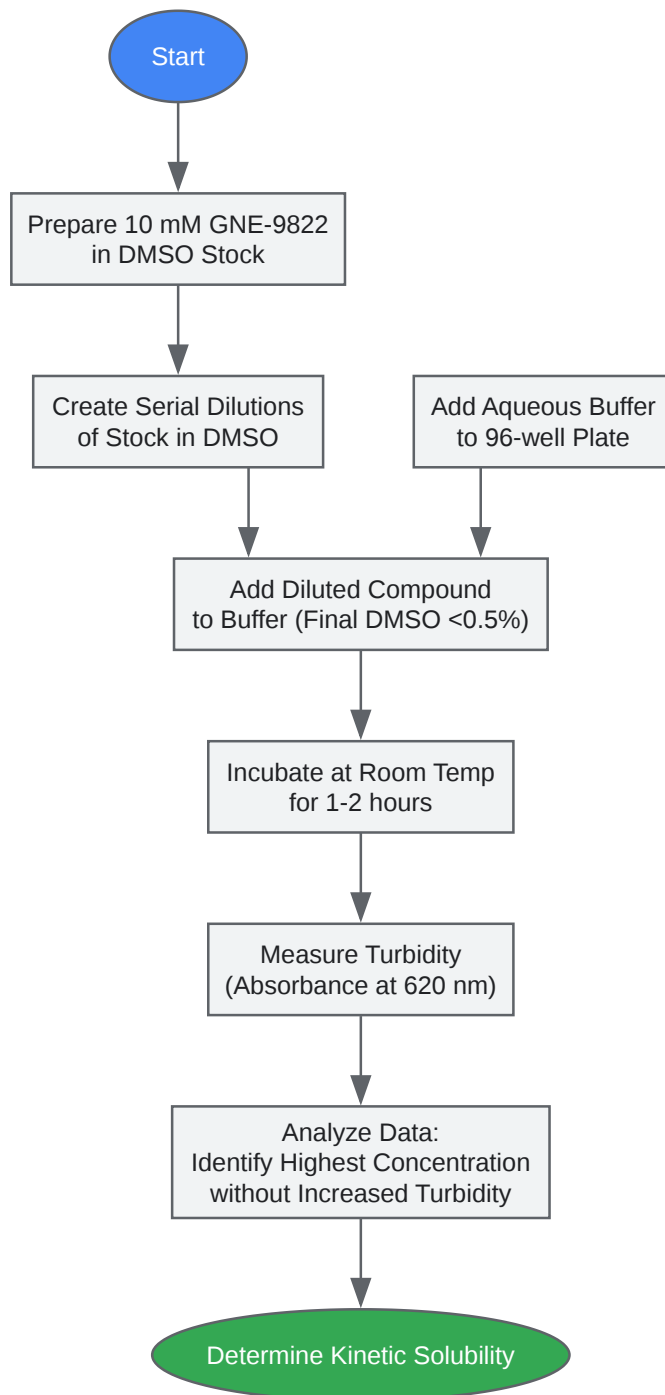 Start
Prepare 10 mM GNE-9822
in DMSO Stock
Create Serial Dilutions
of Stock in DMSO
Add Aqueous Buffer
to 96-well Plate
Add Diluted Compound
to Buffer (Final DMSO <0.5%)
Incubate at Room Temp
for 1-2 hours
Measure Turbidity
(Absorbance at 620 nm)
Analyze Data:
Identify Highest Concentration
without Increased Turbidity
Determine Kinetic Solubility